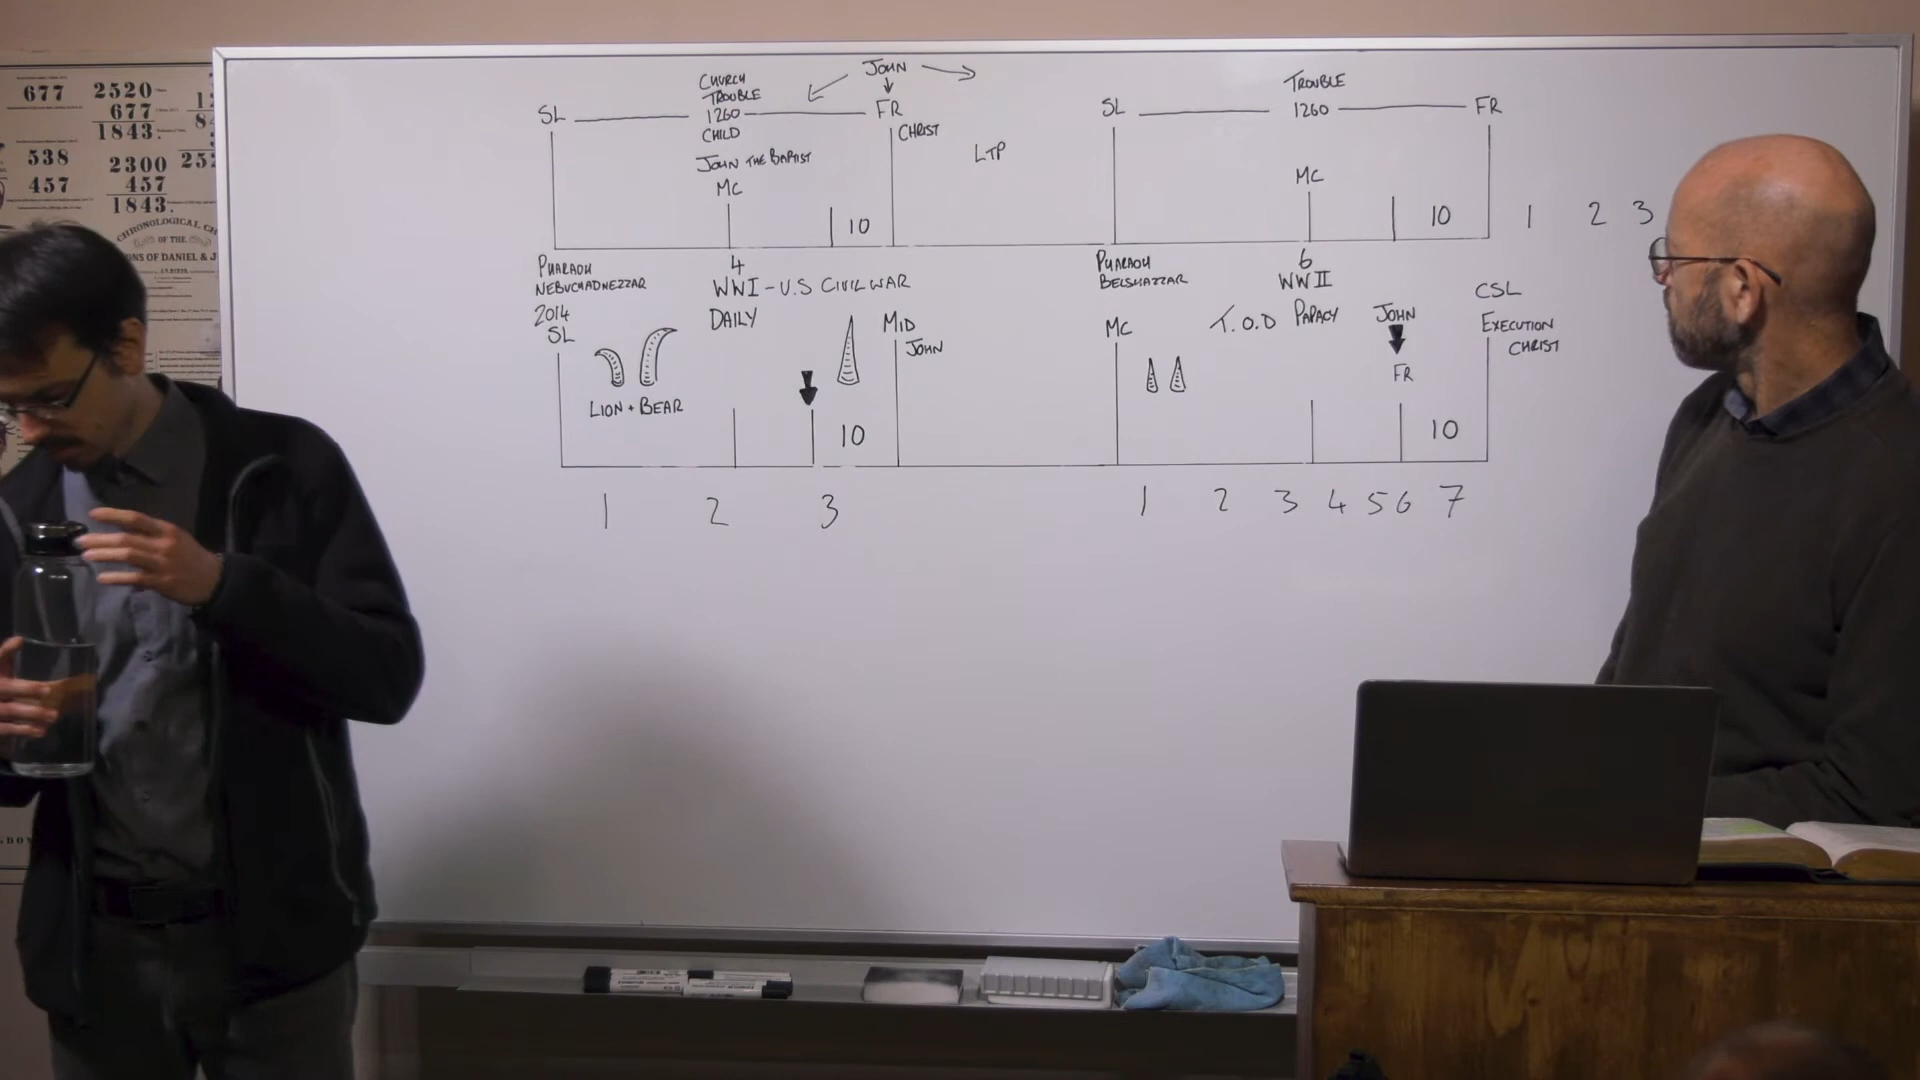 677
2520
677
1843.
538
457
2300
457
1843.
CHRONOLOGICAL CH
OF THE
ONS OF DANIEL & J
JOHN
CHURCH
TROUBLE
SL 1260 FR
CHILD CHRIST
JOHN THE BAPTIST
MC
10
LTP
TROUBLE
SL 1260 FR
MC
10 1 2 3
PHARAOH
NEBUCHADNEZZAR
2014
SL
4
WWI - U.S CIVIL WAR
DAILY
MID
JOHN
LION + BEAR
10
1 2 3
PHARAOH
BELSHAZZAR
6
WWII
MC T.O.D PAPACY
JOHN
FR
CSL
EXECUTION
CHRIST
10
1 2 3 4 5 6 7